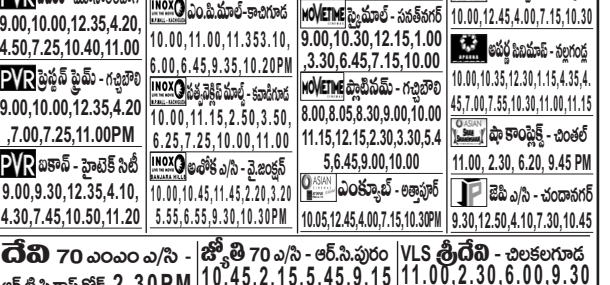 9.00,10.00,12.35,4.20,
4.50,7.25,10.40,11.00
PVR ప్రెస్టన్ ప్రైమ్ - గచ్చిబౌలి
9.00,10.00,12.35,4.20
,7.00,7.25,11.00PM
PVR ఐకాన్ - హైటెక్ సిటీ
9.00,9.30,12.35,4.10,
4.30,7.45,10.50,11.20
INOX ఎం.పి.మాల్-కాచిగూడ
10.00,11.00,11.353.10,
6.00,6.45,9.35,10.20PM
INOX సత్వనెక్లెస్ మాల్ - కవాడిగూడ
10.00,11.15,2.50,3.50,
6.25,7.25,10.00,11.00
INOX BANJARA HILLS అశోక ఎ/సి - వై.జంక్షన్
10.00,10.45,11.45,2.20,3.20
5.55,6.55,9.30,10.30PM
MOVIETIME స్కైమాల్ - సనత్‌నగర్
9.00,10.30,12.15,1.00
,3.30,6.45,7.15,10.00
MOVIETIME ప్లాటినమ్ - గచ్చిబౌలి
8.00,8.05,8.30,9.00,10.00
11.15,12.15,2.30,3.30,5.4
5,6.45,9.00,10.00
ASIAN ఎంక్యూబ్ - అత్తాపూర్
10.05,12.45,4.00,7.15,10.30PM
10.00,12.45,4.00,7.15,10.30
అపర్ణ సినిమాస్ - నల్లగండ్ల
10.00,10.35,12.30,1.15,4.35,4.
45,7.00,7.55,10.30,11.00,11.15
ASIAN షా కాంప్లెక్స్ - చింతల్
11.00, 2.30, 6.20, 9.45 PM
జెపి ఎ/సి - చందానగర్
9.30,12.50,4.10,7.30,10.45
దేవి 70 ఎంఎం ఎ/సి -
2.30PM
జ్యోతి 70 ఎ/సి - ఆర్.సి.పురం
10.45,2.15,5.45,9.15
VLS శ్రీదేవి - చిలకలగూడ
11.00,2.30,6.00,9.30